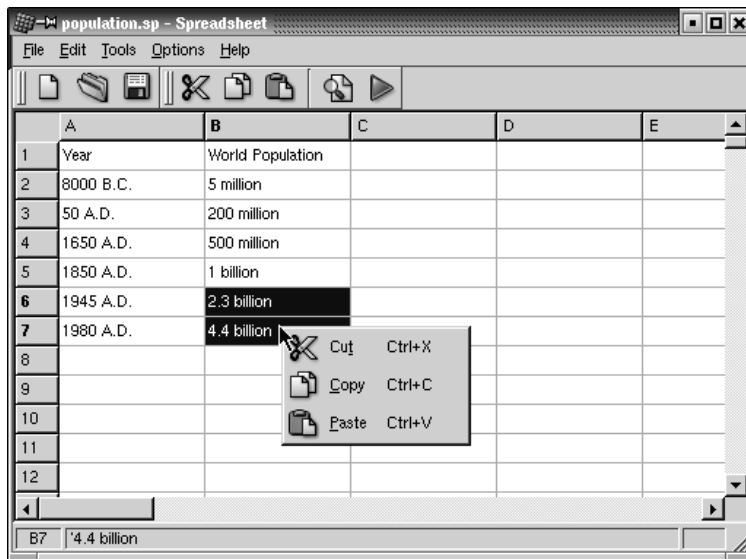 population.sp - Spreadsheet
File Edit Tools Options Help
A B C D E
1 Year World Population
2 8000 B.C. 5 million
3 50 A.D. 200 million
4 1650 A.D. 500 million
5 1850 A.D. 1 billion
6 1945 A.D. 2.3 billion
7 1980 A.D. 4.4 billion
Cut Ctrl+X
8
9 Copy Ctrl+C
10 Paste Ctrl+V
11
12
B7 '4.4 billion